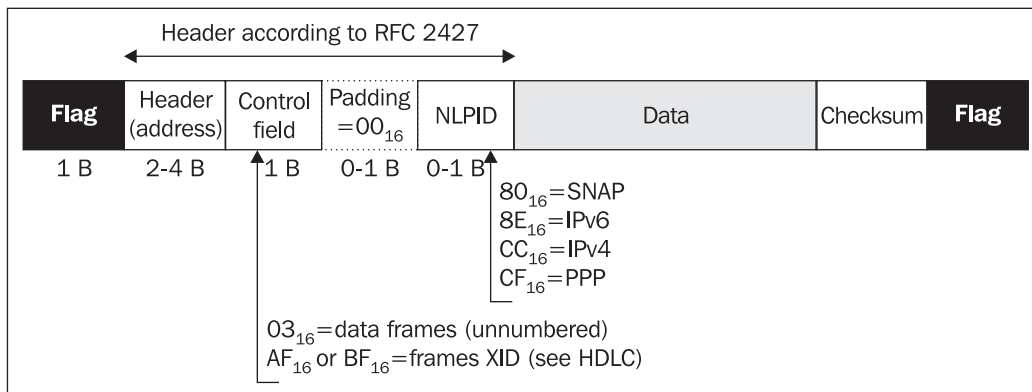 Header according to RFC 2427
Flag
Header
(address)
Control
field
Padding
=00₁₆
NLPID
Data
Checksum
Flag
1 B
2-4 B
1 B
0-1 B
0-1 B
80₁₆=SNAP
8E₁₆=IPv6
CC₁₆=IPv4
CF₁₆=PPP
03₁₆=data frames (unnumbered)
AF₁₆ or BF₁₆=frames XID (see HDLC)